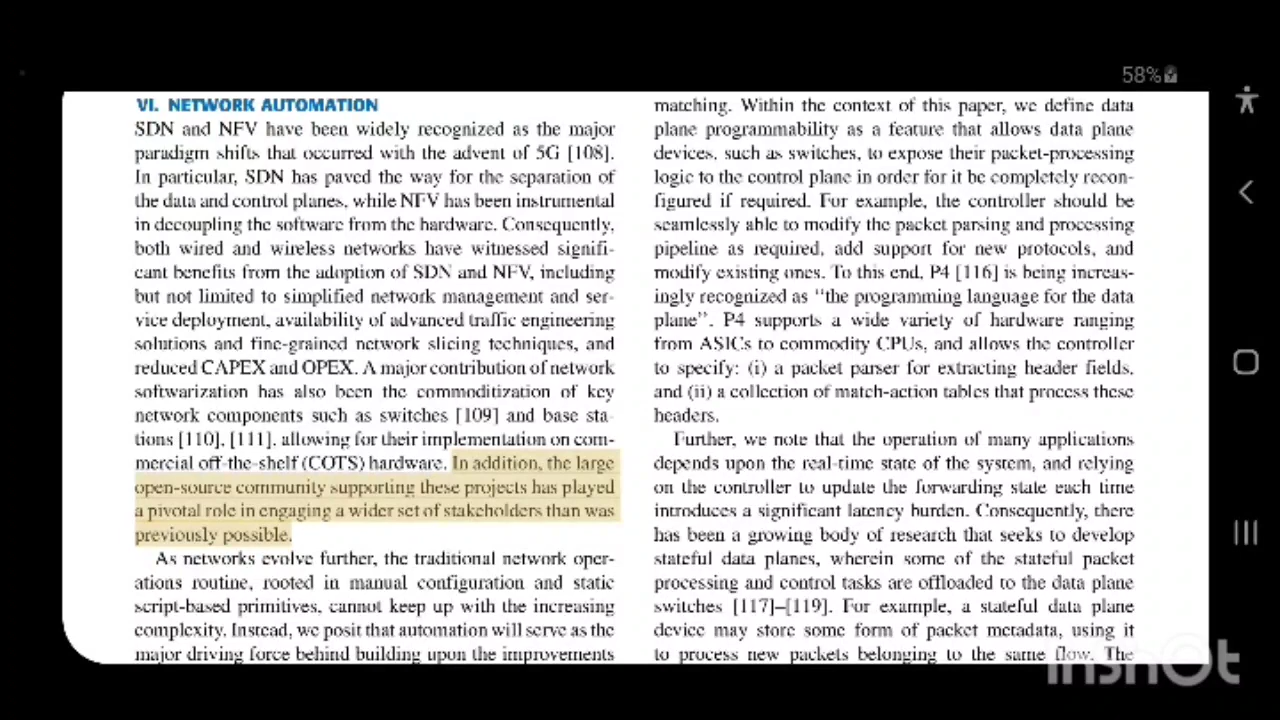 58%
VI. NETWORK AUTOMATION
SDN and NFV have been widely recognized as the major
paradigm shifts that occurred with the advent of 5G [108].
In particular, SDN has paved the way for the separation of
the data and control planes, while NFV has been instrumental
in decoupling the software from the hardware. Consequently,
both wired and wireless networks have witnessed signifi-
cant benefits from the adoption of SDN and NFV, including
but not limited to simplified network management and ser-
vice deployment, availability of advanced traffic engineering
solutions and fine-grained network slicing techniques, and
reduced CAPEX and OPEX. A major contribution of network
softwarization has also been the commoditization of key
network components such as switches [109] and base sta-
tions [110], [111], allowing for their implementation on com-
mercial off-the-shelf (COTS) hardware. In addition, the large
open-source community supporting these projects has played
a pivotal role in engaging a wider set of stakeholders than was
previously possible.
As networks evolve further, the traditional network oper-
ations routine, rooted in manual configuration and static
script-based primitives, cannot keep up with the increasing
complexity. Instead, we posit that automation will serve as the
major driving force behind building upon the improvements
matching. Within the context of this paper, we define data
plane programmability as a feature that allows data plane
devices, such as switches, to expose their packet-processing
logic to the control plane in order for it be completely recon-
figured if required. For example, the controller should be
seamlessly able to modify the packet parsing and processing
pipeline as required, add support for new protocols, and
modify existing ones. To this end, P4 [116] is being increas-
ingly recognized as "the programming language for the data
plane". P4 supports a wide variety of hardware ranging
from ASICs to commodity CPUs, and allows the controller
to specify: (i) a packet parser for extracting header fields,
and (ii) a collection of match-action tables that process these
headers.
Further, we note that the operation of many applications
depends upon the real-time state of the system, and relying
on the controller to update the forwarding state each time
introduces a significant latency burden. Consequently, there
has been a growing body of research that seeks to develop
stateful data planes, wherein some of the stateful packet
processing and control tasks are offloaded to the data plane
switches [117]–[119]. For example, a stateful data plane
device may store some form of packet metadata, using it
to process new packets belonging to the same flow. The
InShOt